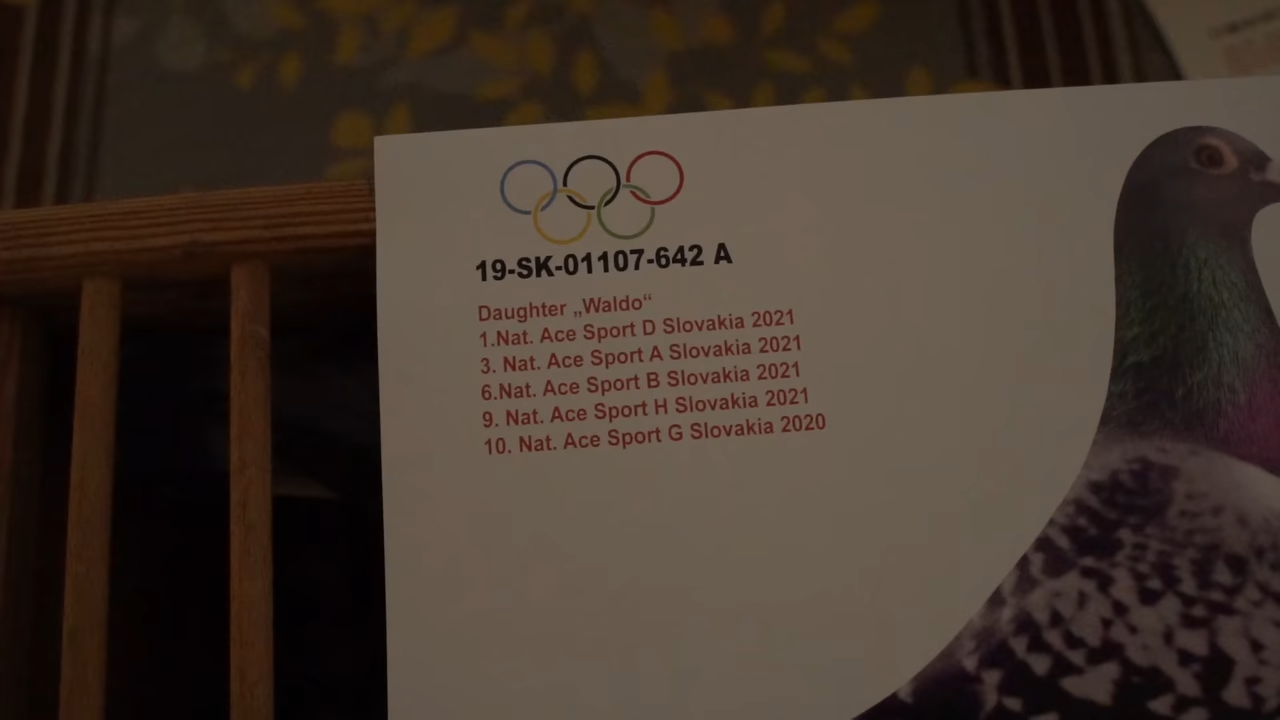 19-SK-01107-642 A
Daughter „Waldo“
1.Nat. Ace Sport D Slovakia 2021
3. Nat. Ace Sport A Slovakia 2021
6.Nat. Ace Sport B Slovakia 2021
9. Nat. Ace Sport H Slovakia 2021
10. Nat. Ace Sport G Slovakia 2020